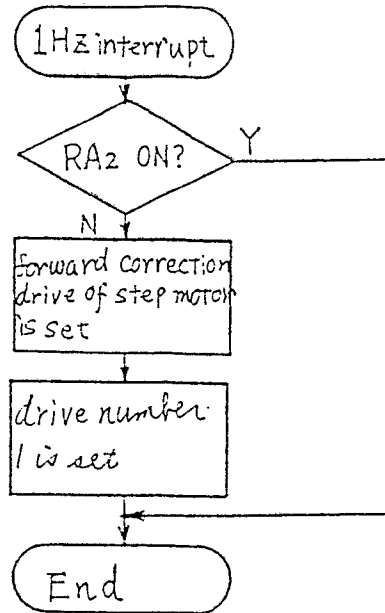 1Hz interrupt
RA2 ON?
Y
N
forward correction
drive of step motor
is set
drive number
1 is set
End